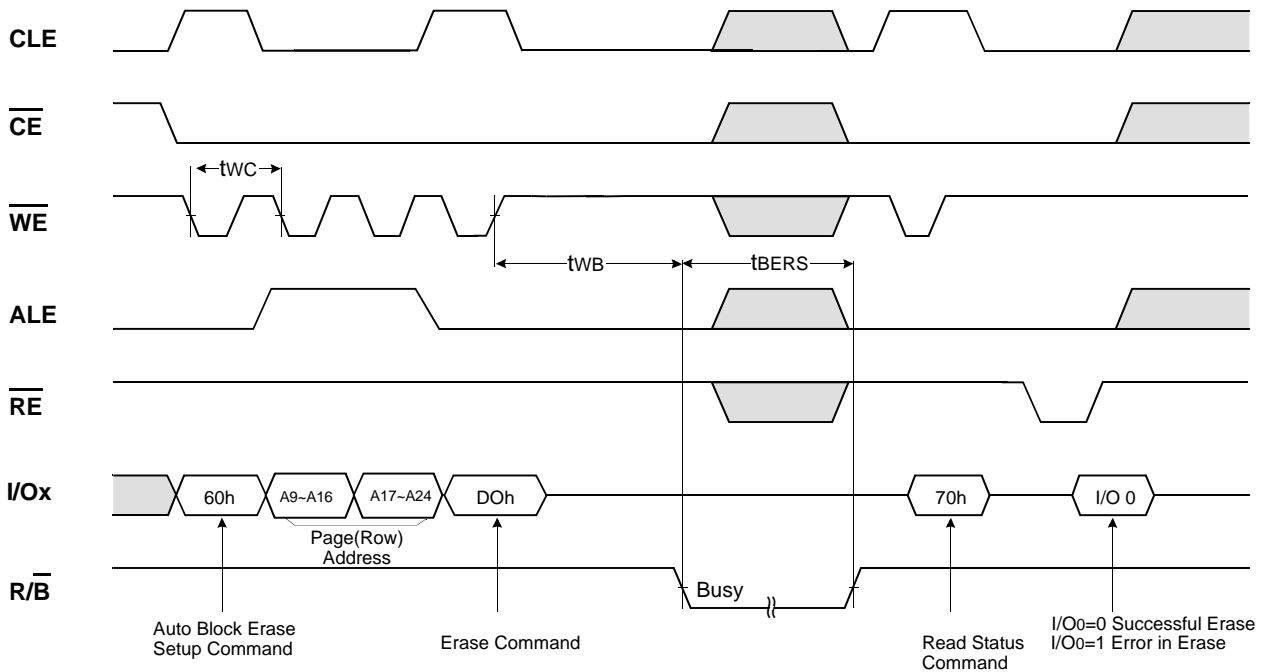 CLE
CE
tWC
WE
tWB
tBERS
ALE
RE
I/Ox
60h
A9~A16
A17~A24
DOh
70h
I/O 0
Page(Row)
Address
R/B
Busy
Auto Block Erase
Setup Command
Erase Command
Read Status
Command
I/O0=0 Successful Erase
I/O0=1 Error in Erase